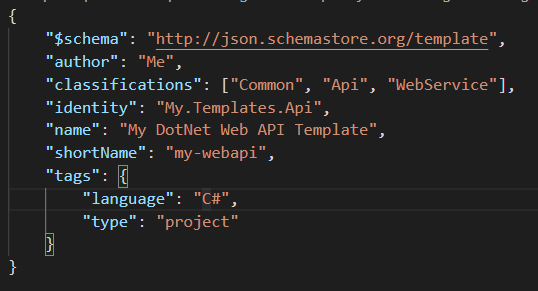 {
"$schema": "http://json.schemastore.org/template",
"author": "Me",
"classifications": ["Common", "Api", "WebService"],
"identity": "My.Templates.Api",
"name": "My DotNet Web API Template",
"shortName": "my-webapi",
"tags": {
"language": "C#",
"type": "project"
}
}